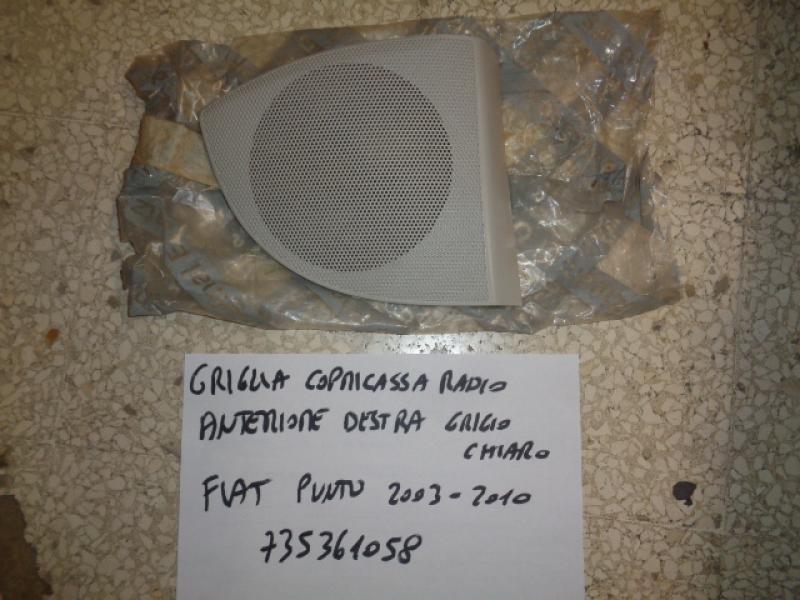 GRIGLIA COPRICASSA RADIO
ANTERIORE DESTRA GRIGIO
CHIARO
FIAT PUNTO 2003-2010
735361058